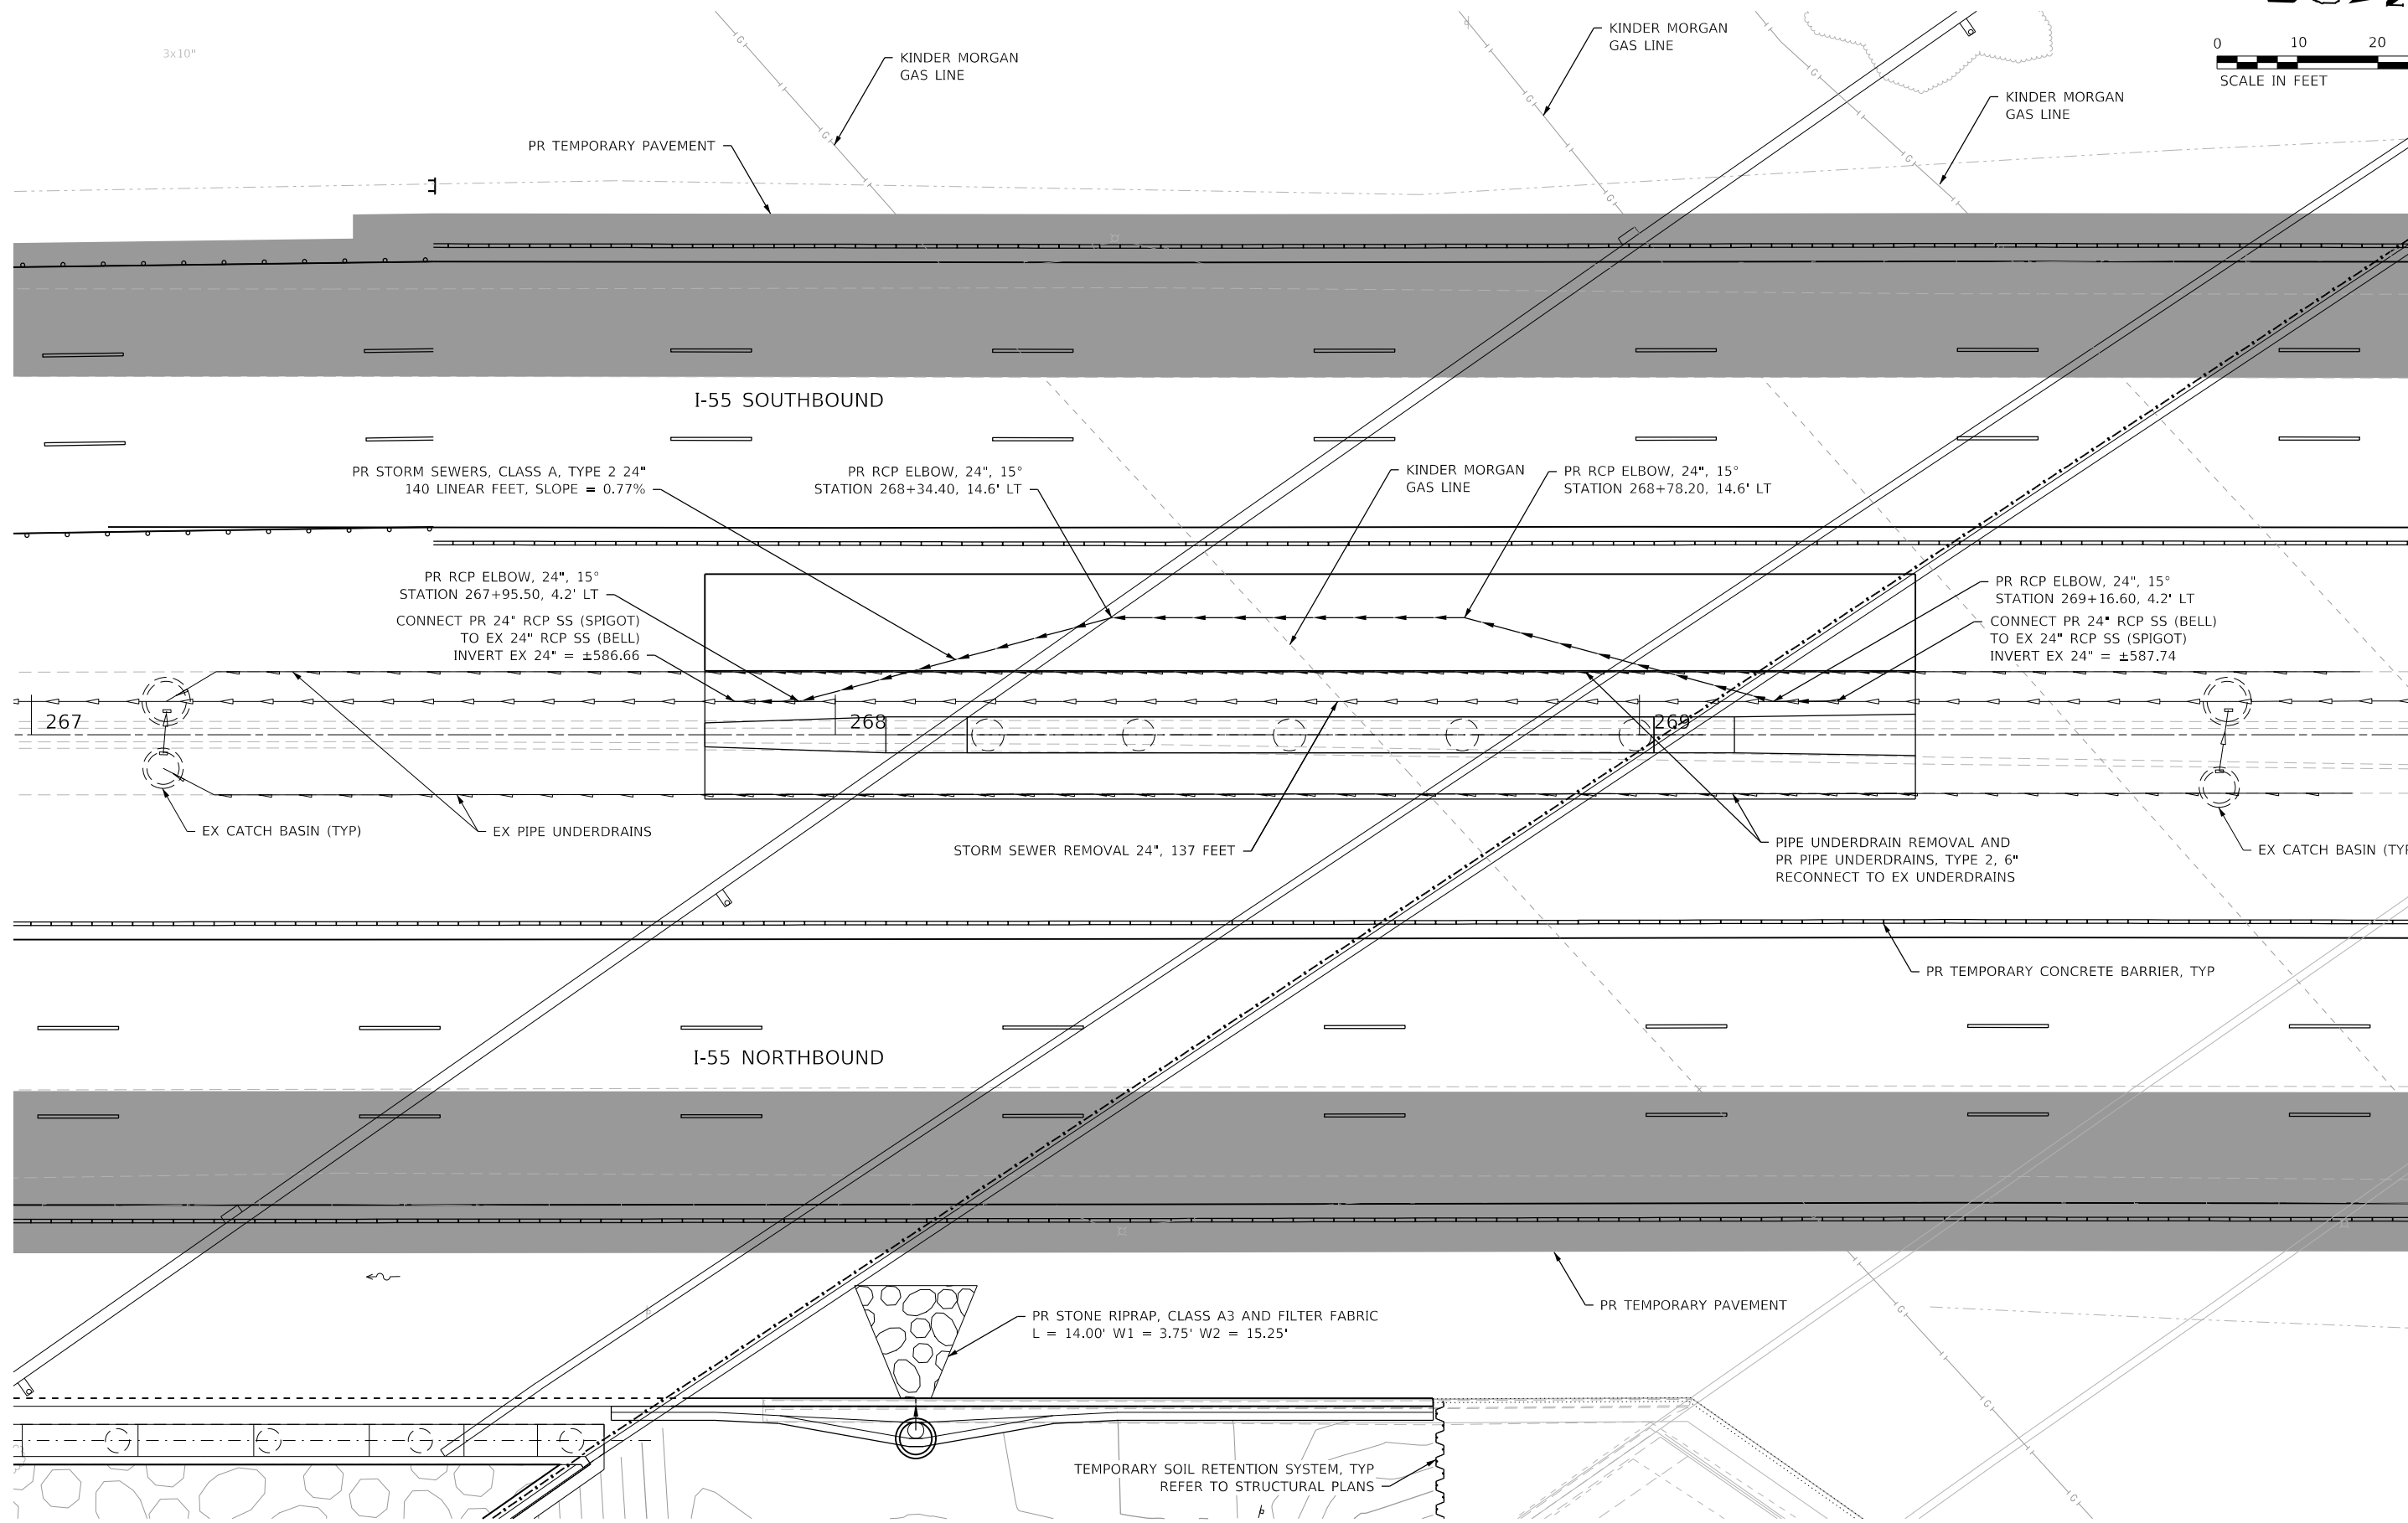 3x10"
KINDER MORGAN
GAS LINE
KINDER MORGAN
GAS LINE
0 10 20
SCALE IN FEET
KINDER MORGAN
GAS LINE
PR TEMPORARY PAVEMENT
I-55 SOUTHBOUND
PR STORM SEWERS, CLASS A, TYPE 2 24"
140 LINEAR FEET, SLOPE = 0.77%
PR RCP ELBOW, 24", 15°
STATION 268+34.40, 14.6' LT
KINDER MORGAN
GAS LINE
PR RCP ELBOW, 24", 15°
STATION 268+78.20, 14.6' LT
PR RCP ELBOW, 24", 15°
STATION 267+95.50, 4.2' LT
CONNECT PR 24" RCP SS (SPIGOT)
TO EX 24" RCP SS (BELL)
INVERT EX 24" = ±586.66
PR RCP ELBOW, 24", 15°
STATION 269+16.60, 4.2' LT
CONNECT PR 24" RCP SS (BELL)
TO EX 24" RCP SS (SPIGOT)
INVERT EX 24" = ±587.74
267
268
269
EX CATCH BASIN (TYP)
EX PIPE UNDERDRAINS
STORM SEWER REMOVAL 24", 137 FEET
PIPE UNDERDRAIN REMOVAL AND
PR PIPE UNDERDRAINS, TYPE 2, 6"
RECONNECT TO EX UNDERDRAINS
EX CATCH BASIN (TYP
PR TEMPORARY CONCRETE BARRIER, TYP
I-55 NORTHBOUND
PR STONE RIPRAP, CLASS A3 AND FILTER FABRIC
L = 14.00' W1 = 3.75' W2 = 15.25'
PR TEMPORARY PAVEMENT
TEMPORARY SOIL RETENTION SYSTEM, TYP
REFER TO STRUCTURAL PLANS